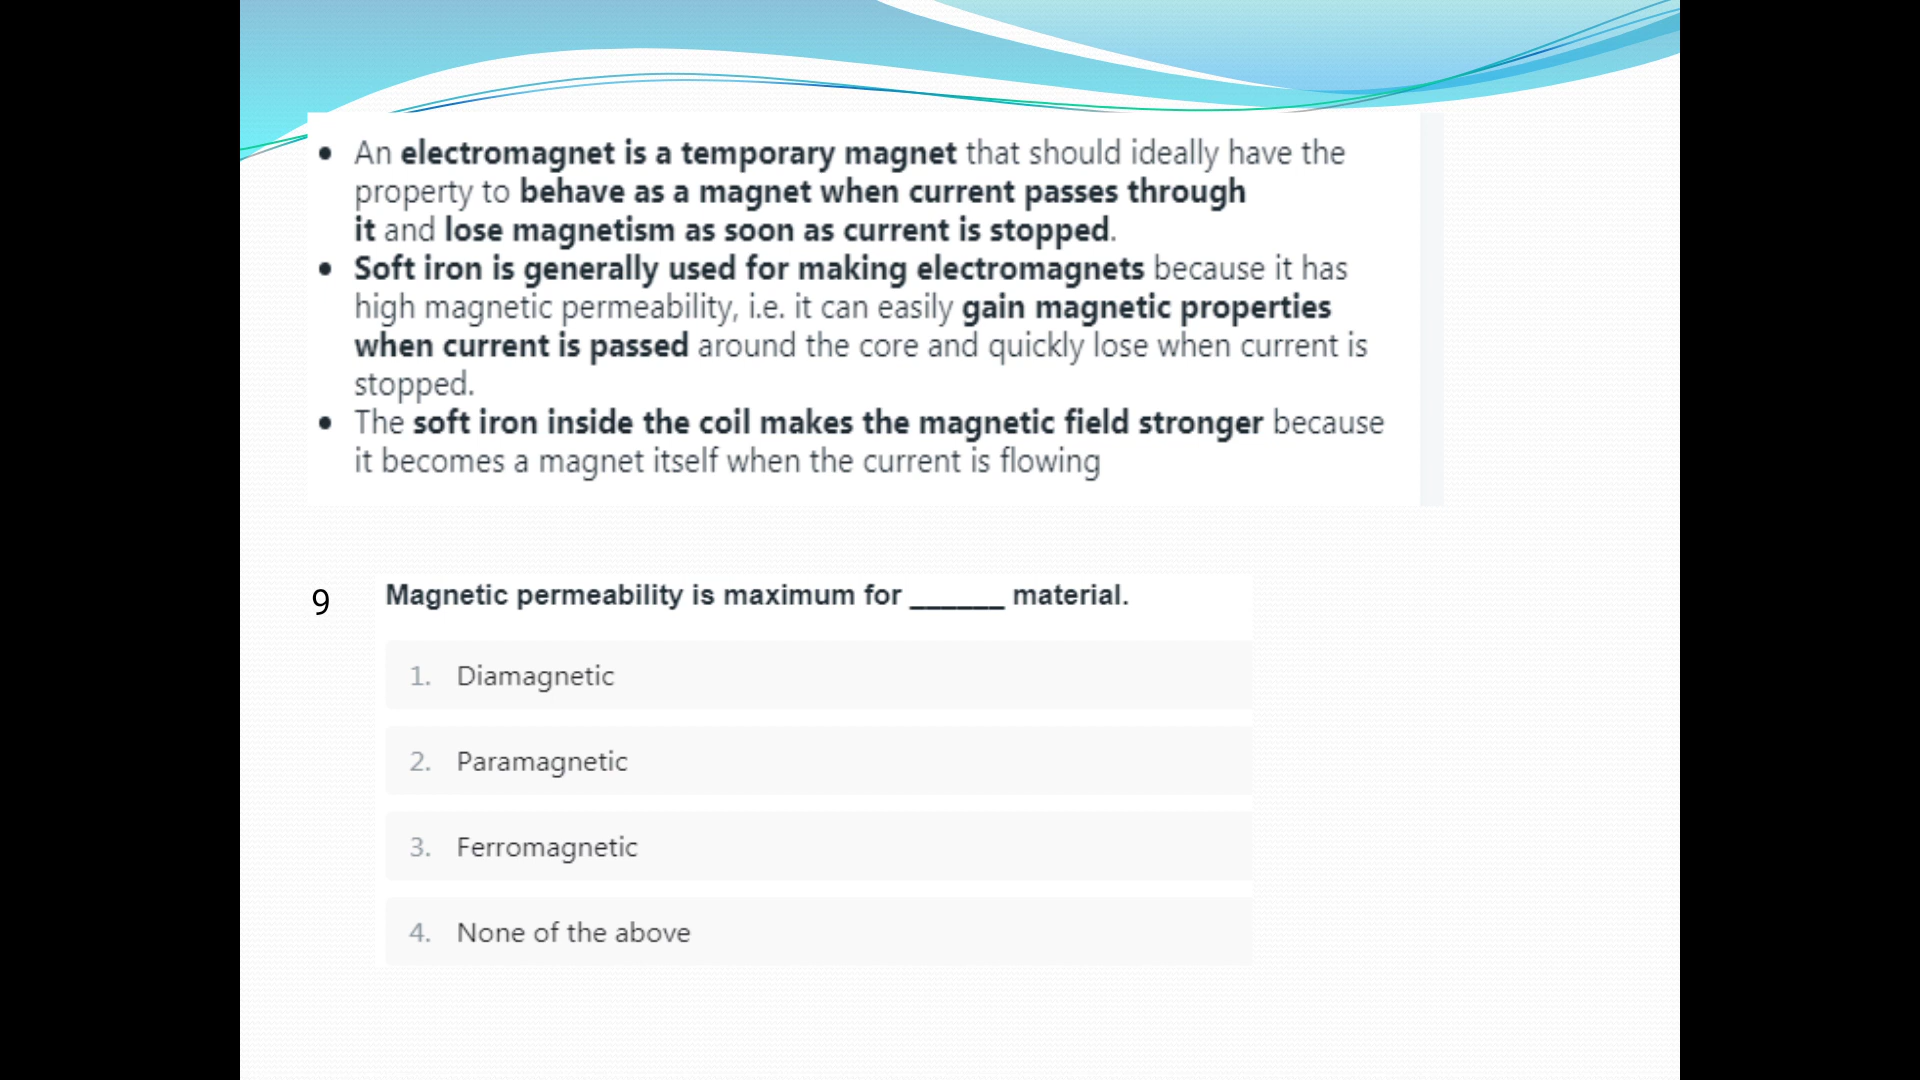 • An electromagnet is a temporary magnet that should ideally have the
property to behave as a magnet when current passes through
it and lose magnetism as soon as current is stopped.
• Soft iron is generally used for making electromagnets because it has
high magnetic permeability, i.e. it can easily gain magnetic properties
when current is passed around the core and quickly lose when current is
stopped.
• The soft iron inside the coil makes the magnetic field stronger because
it becomes a magnet itself when the current is flowing
9 Magnetic permeability is maximum for ______ material.
1. Diamagnetic
2. Paramagnetic
3. Ferromagnetic
4. None of the above